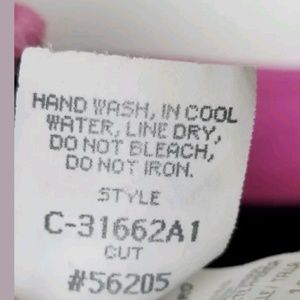 HAND WASH, IN COOL
WATER, LINE DRY,
DO NOT BLEACH,
DO NOT IRON.
STYLE
C-31662A1
CUT
#56205